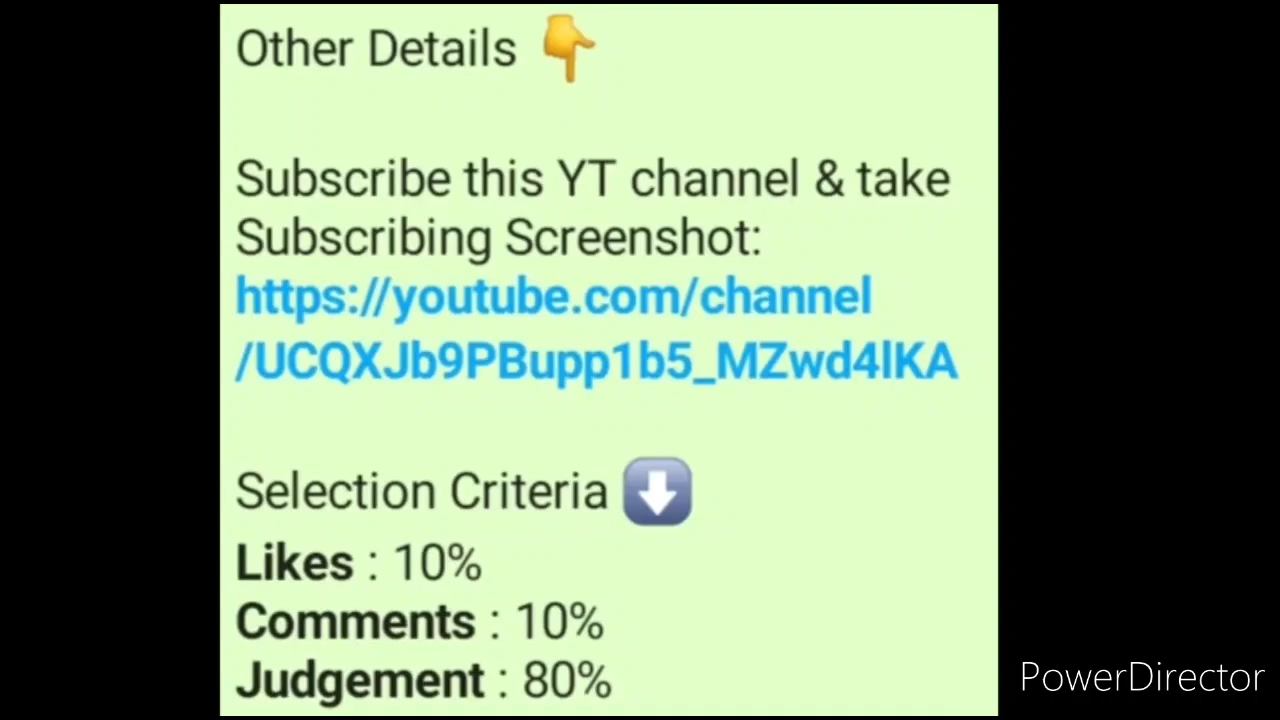 Other Details 👇
Subscribe this YT channel & take
Subscribing Screenshot:
https://youtube.com/channel
/UCQXJb9PBupp1b5_MZwd4lKA
Selection Criteria ⬇️
Likes : 10%
Comments : 10%
Judgement : 80%
PowerDirector